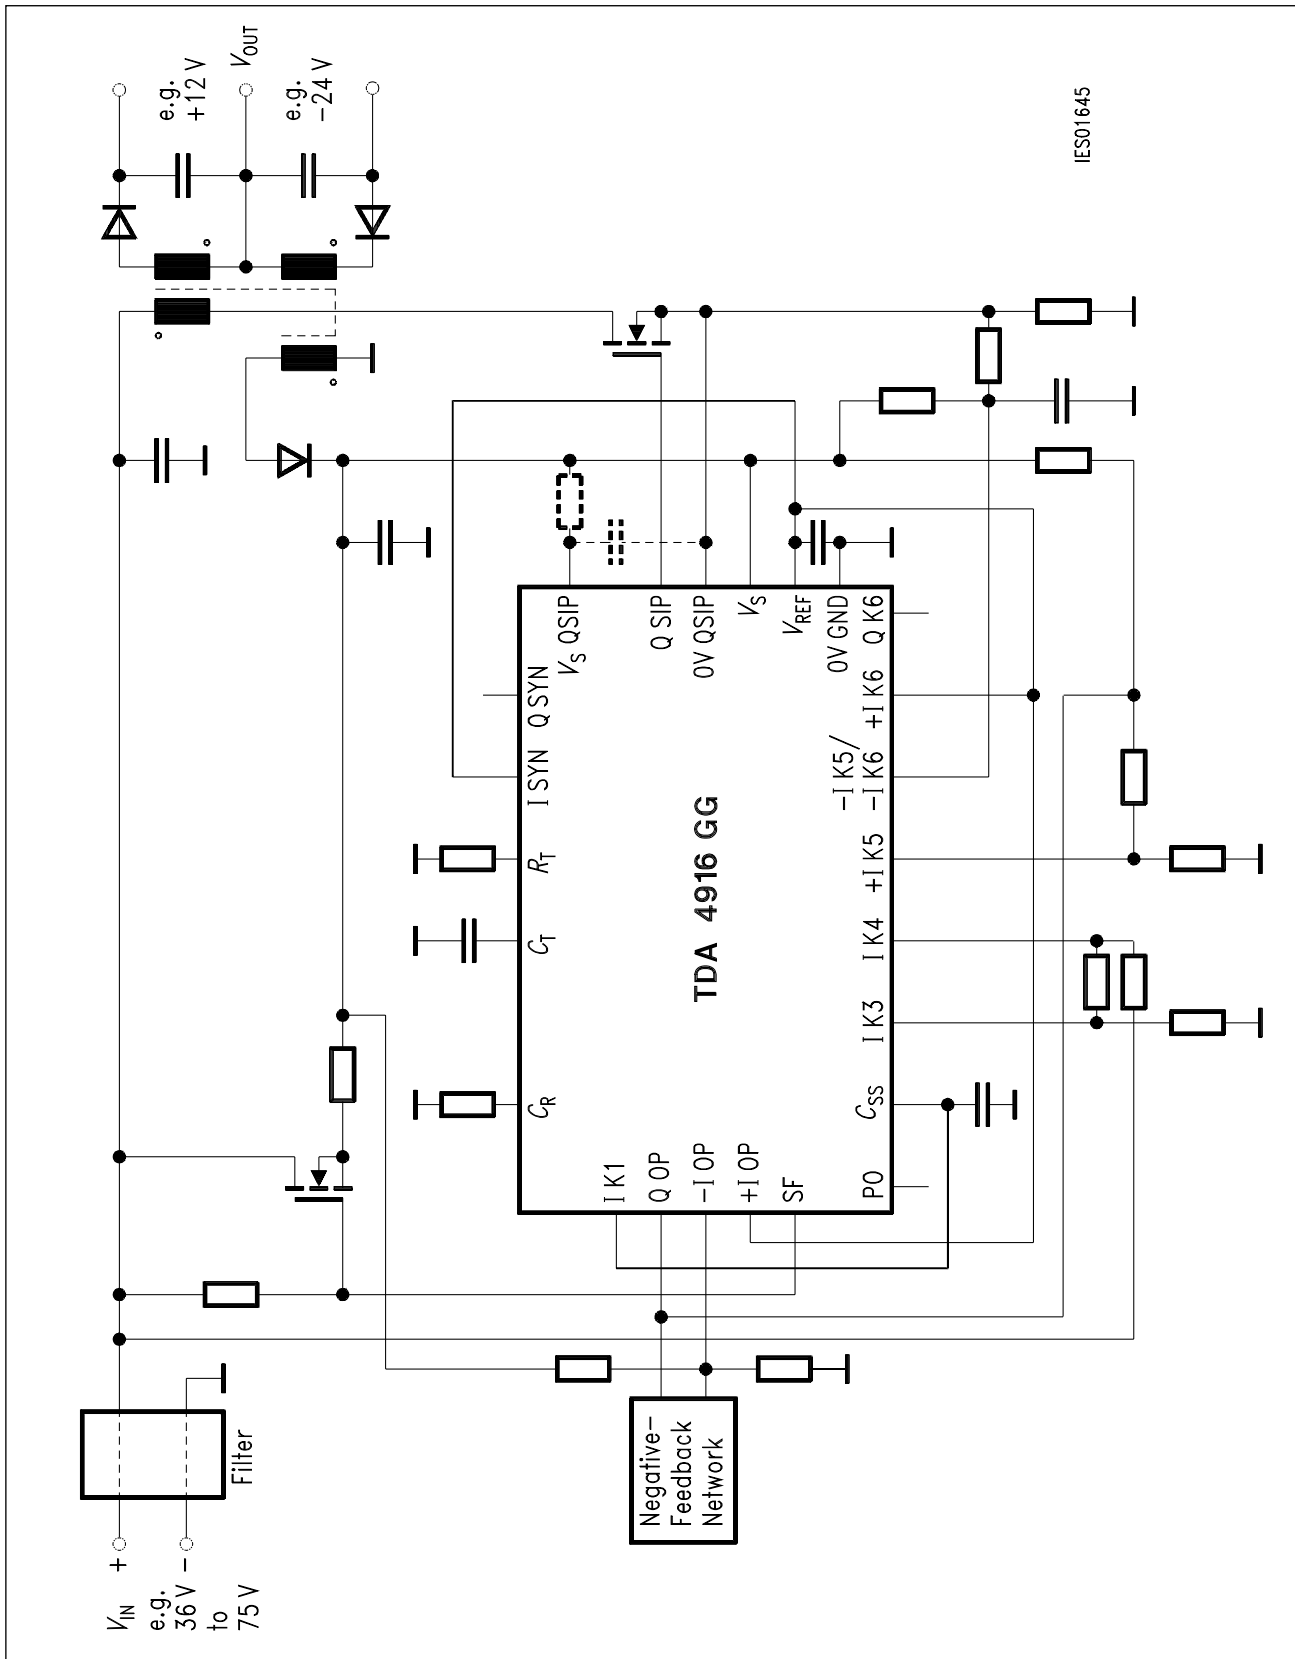 V_IN
e.g.
36 V
to
75 V
+
-
Filter
V_OUT
e.g.
+12 V
e.g.
-24 V
Negative-
Feedback
Network
TDA 4916 GG
I K1
Q OP
-I OP
+I OP
SF
C_R
C_T
R_T
I SYN
Q SYN
V_S QSIP
Q SIP
0V QSIP
V_S
V_REF
0V GND
PO
C_SS
I K3
I K4
+I K5
-I K5/
-I K6
+I K6
Q K6
IES01645